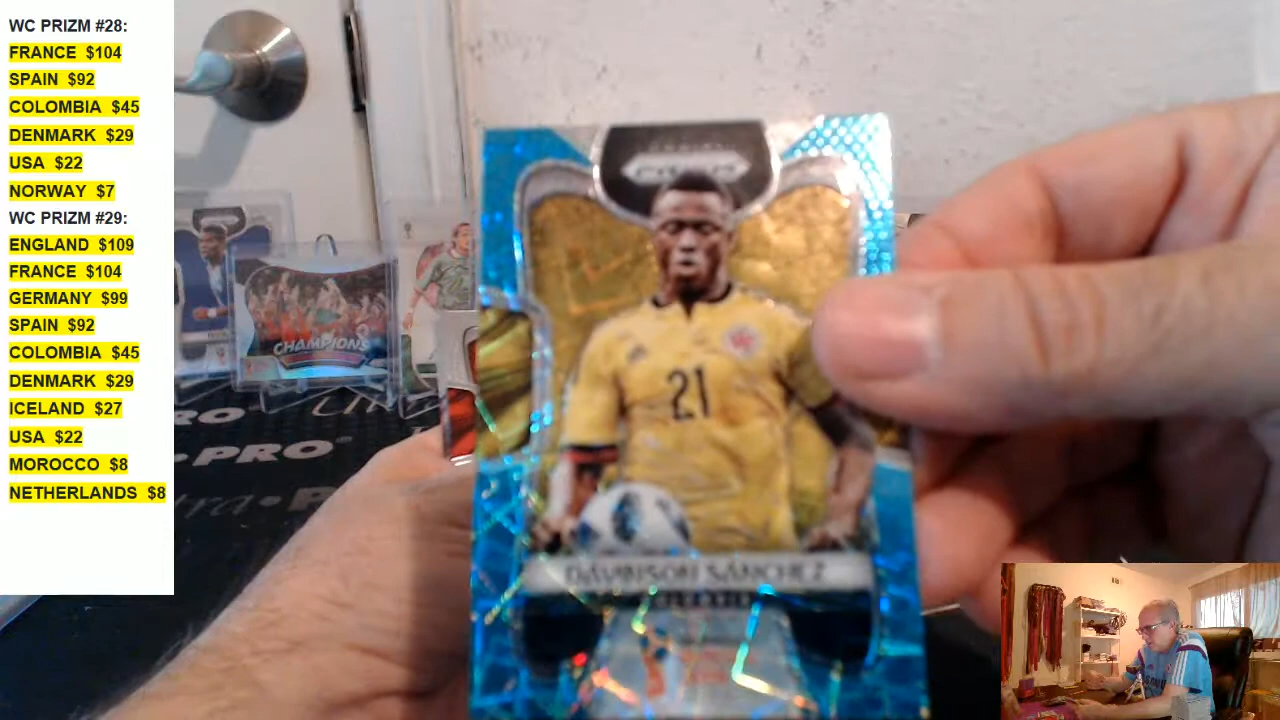 WC PRIZM #28:
FRANCE $104
SPAIN $92
COLOMBIA $45
DENMARK $29
USA $22
NORWAY $7
WC PRIZM #29:
ENGLAND $109
FRANCE $104
GERMANY $99
SPAIN $92
COLOMBIA $45
DENMARK $29
ICELAND $27
USA $22
MOROCCO $8
NETHERLANDS $8
CHAMPIONS
PRO
21
DAVINSON SÁNCHEZ